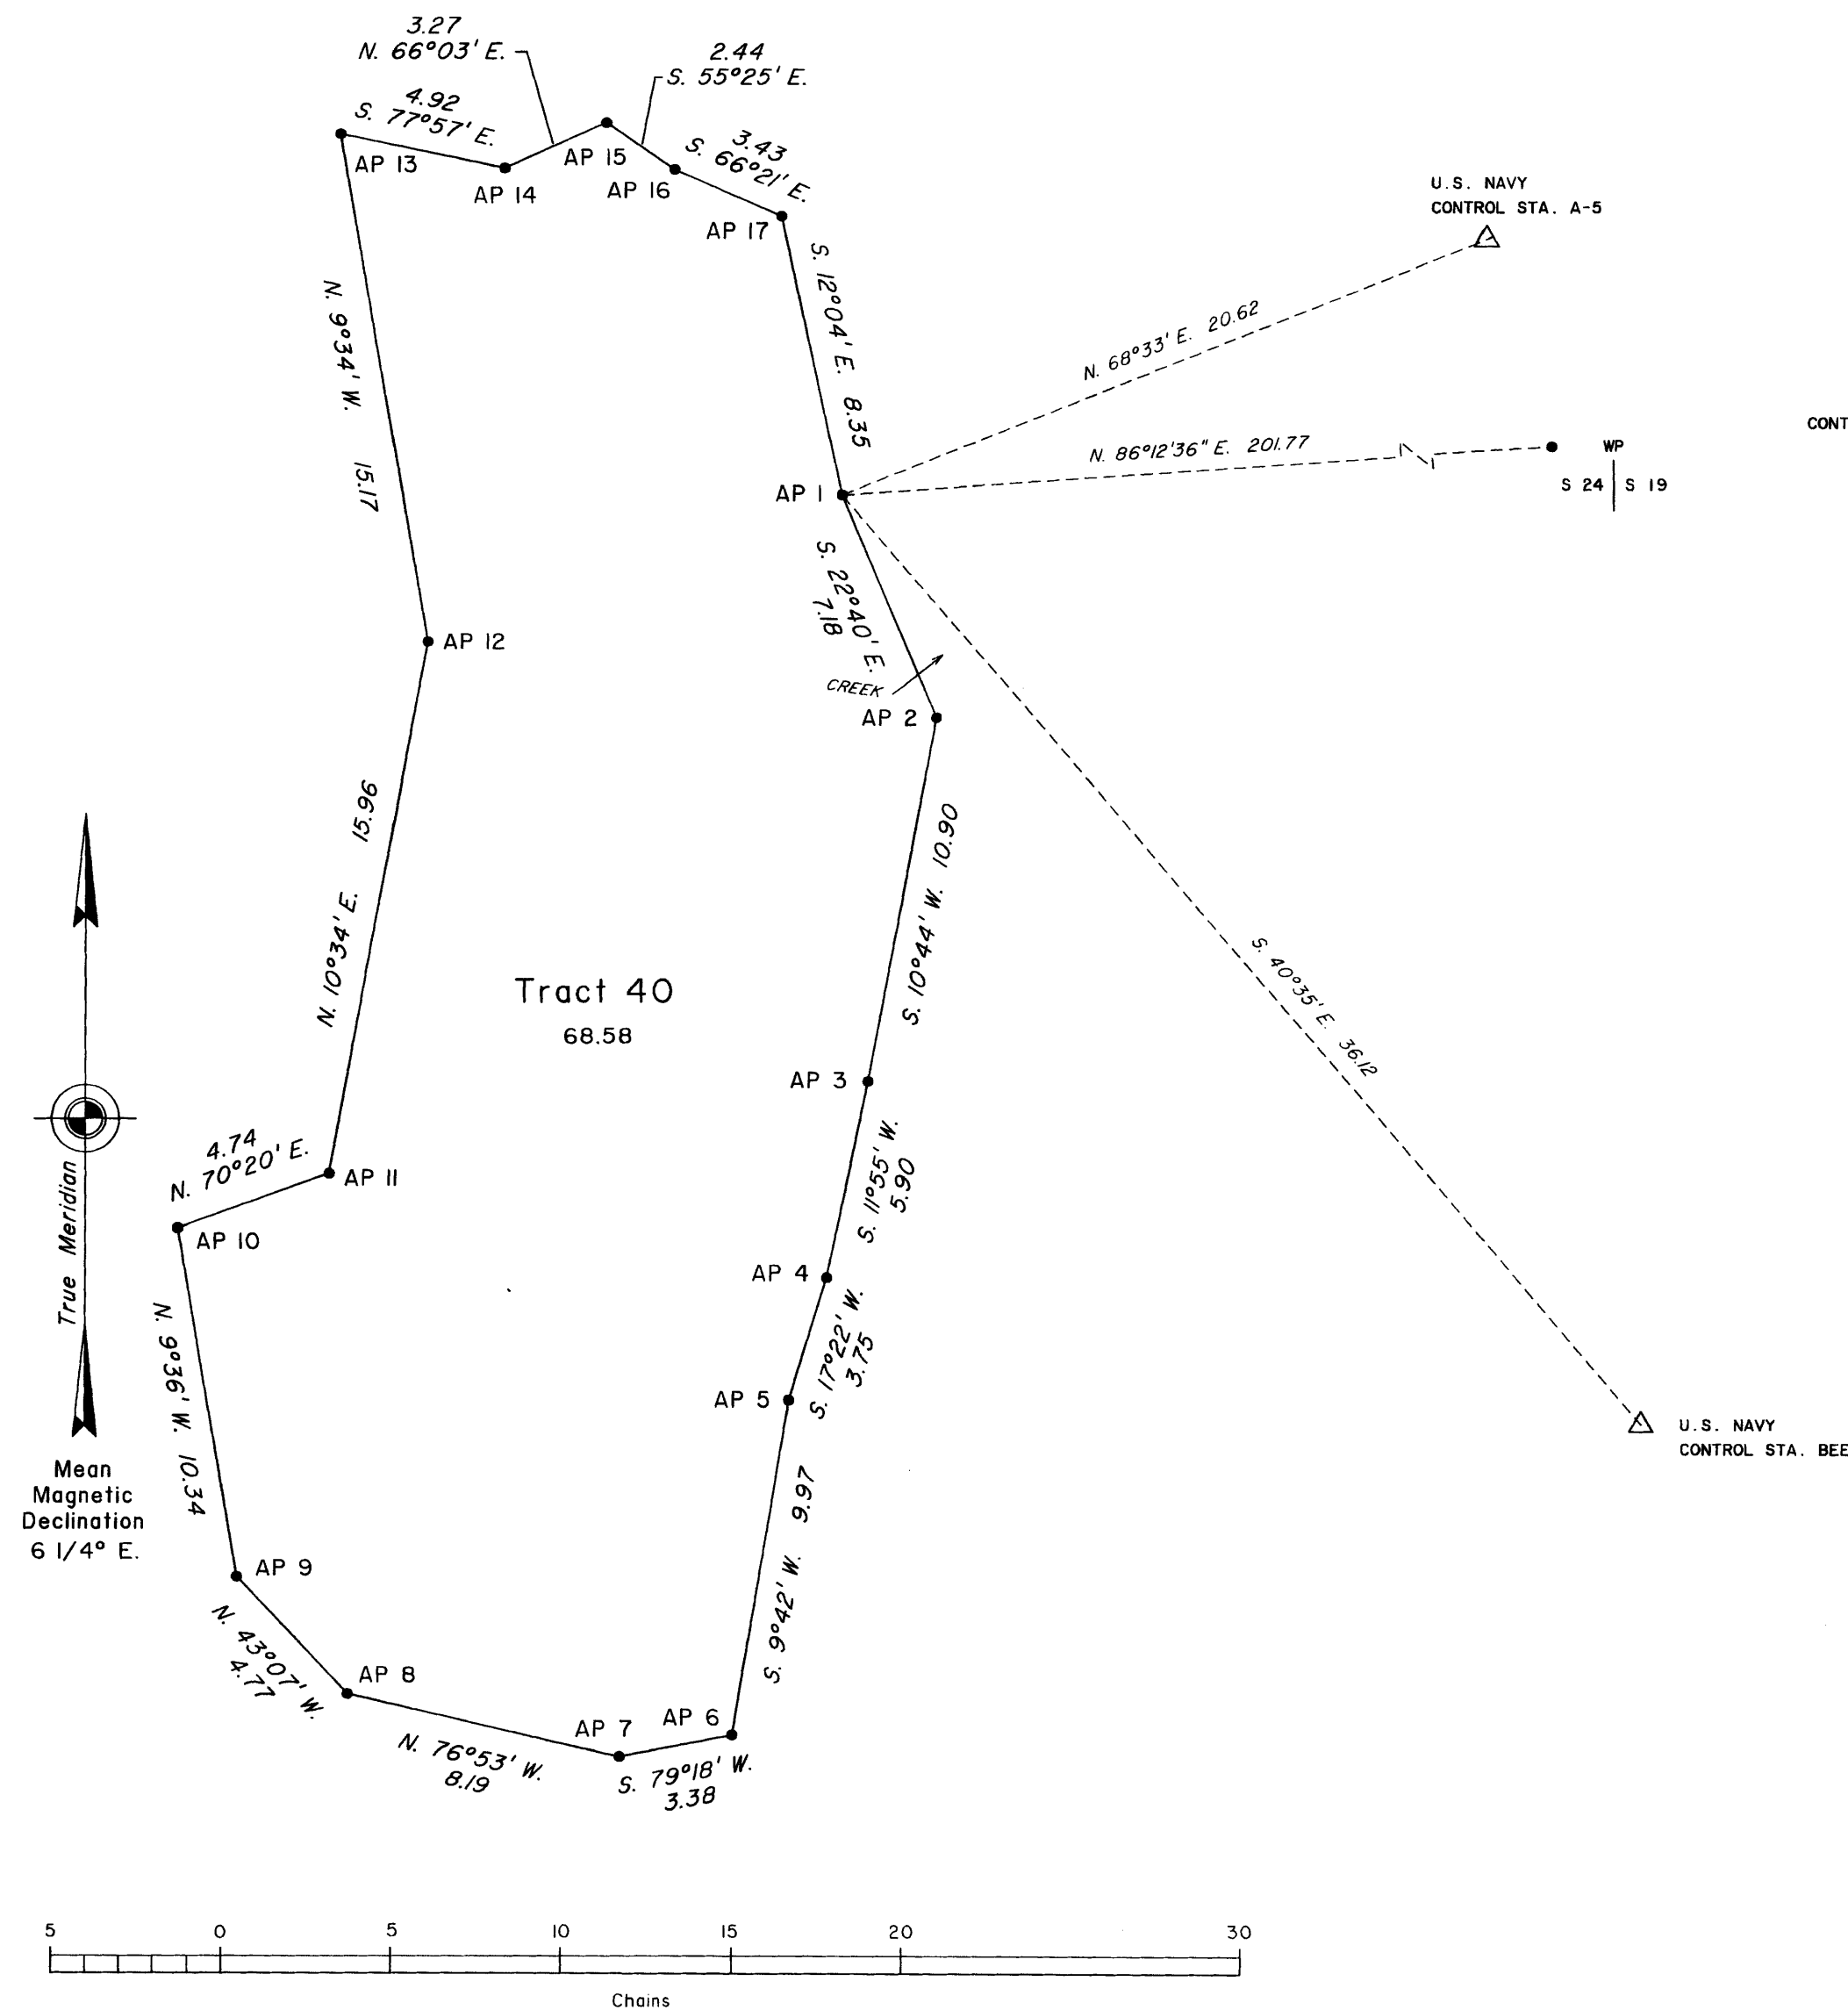 3.27
N. 66°03' E.
2.44
S. 55°25' E.
4.92
S. 77°57' E.
3.43
S. 66°21' E.
AP 13
AP 14
AP 15
AP 16
AP 17
U.S. NAVY
CONTROL STA. A-5
S. 12°04' E. 8.35
N. 9°34' W. 15.17
N. 68°33' E. 20.62
CONT
N. 86°12'36" E. 201.77
WP
S 24 S 19
AP 1
S. 22°40' E.
7.18
CREEK
AP 12
AP 2
S. 10°44' W. 10.90
N. 10°34' E. 15.96
S. 40°35' E. 36.12
Tract 40
68.58
AP 3
S. 11°55' W.
5.90
4.74
N. 70°20' E.
AP 11
AP 10
True Meridian
AP 4
S. 17°22' W.
3.75
AP 5
N. 9°36' W. 10.34
U.S. NAVY
CONTROL STA. BEE
Mean
Magnetic
Declination
6 1/4° E.
S. 9°42' W. 9.97
AP 9
N. 43°07' W.
4.77
AP 8
AP 7
AP 6
N. 76°53' W.
8.19
S. 79°18' W.
3.38
5 0 5 10 15 20 30
Chains